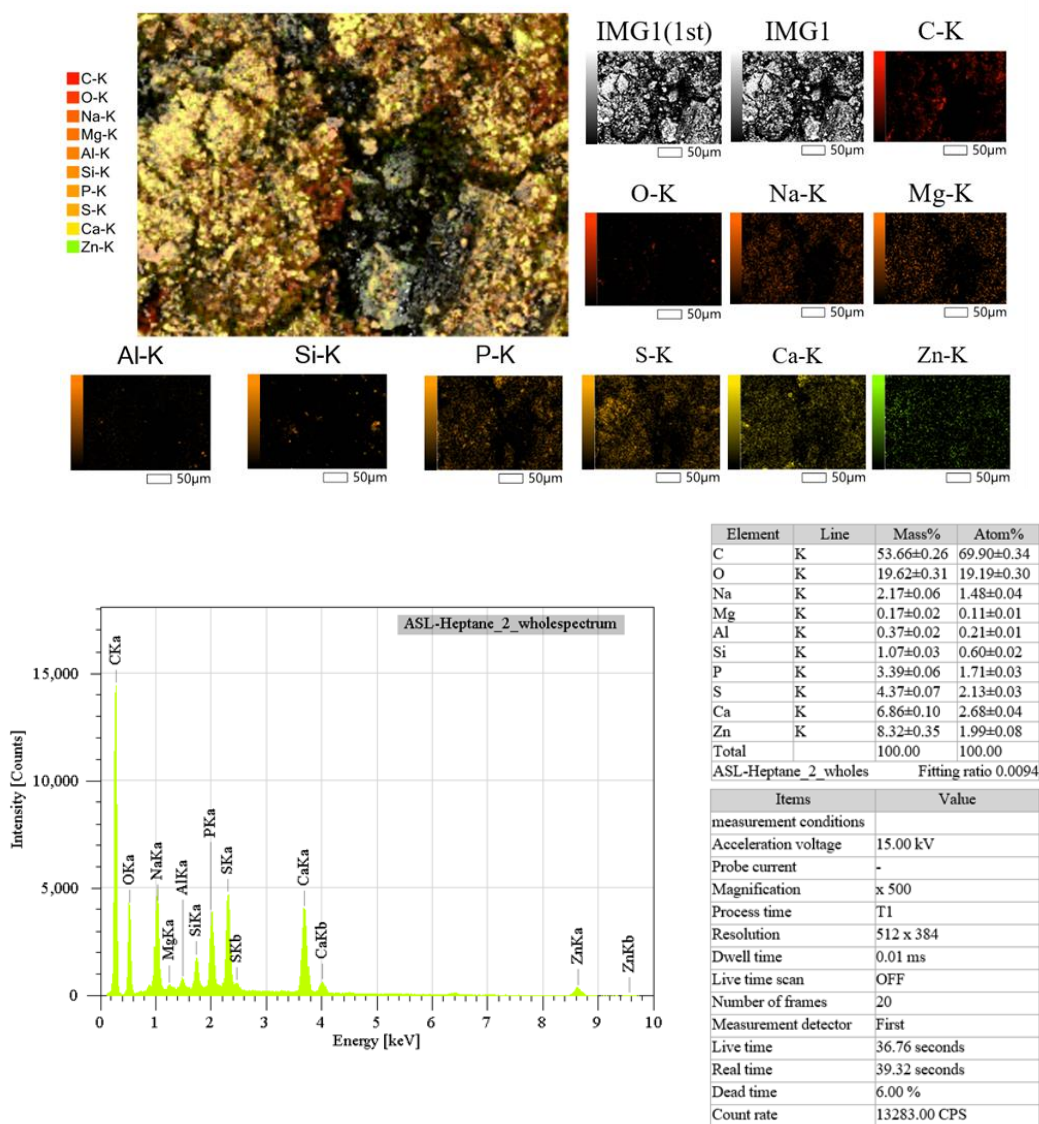 IMG1(1st) IMG1 C-K
C-K
O-K
Na-K
Mg-K
Al-K
Si-K
P-K
S-K
Ca-K
Zn-K
50µm 50µm 50µm
O-K Na-K Mg-K
50µm 50µm 50µm
Al-K Si-K P-K S-K Ca-K Zn-K
50µm 50µm 50µm 50µm 50µm 50µm
Element Line Mass% Atom%
C K 53.66±0.26 69.90±0.34
O K 19.62±0.31 19.19±0.30
Na K 2.17±0.06 1.48±0.04
Mg K 0.17±0.02 0.11±0.01
Al K 0.37±0.02 0.21±0.01
Si K 1.07±0.03 0.60±0.02
P K 3.39±0.06 1.71±0.03
S K 4.37±0.07 2.13±0.03
Ca K 6.86±0.10 2.68±0.04
Zn K 8.32±0.35 1.99±0.08
Total 100.00 100.00
ASL-Heptane_2_wholes Fitting ratio 0.0094
ASL-Heptane_2_wholespectrum
Intensity [Counts]
15,000
10,000
5,000
0
CKa
OKa
NaKa
MgKa
AlKa
SiKa
PKa
SKa
SKb
CaKa
CaKb
ZnKa
ZnKb
0 1 2 3 4 5 6 7 8 9 10
Energy [keV]
Items Value
measurement conditions
Acceleration voltage 15.00 kV
Probe current -
Magnification x 500
Process time T1
Resolution 512 x 384
Dwell time 0.01 ms
Live time scan OFF
Number of frames 20
Measurement detector First
Live time 36.76 seconds
Real time 39.32 seconds
Dead time 6.00 %
Count rate 13283.00 CPS